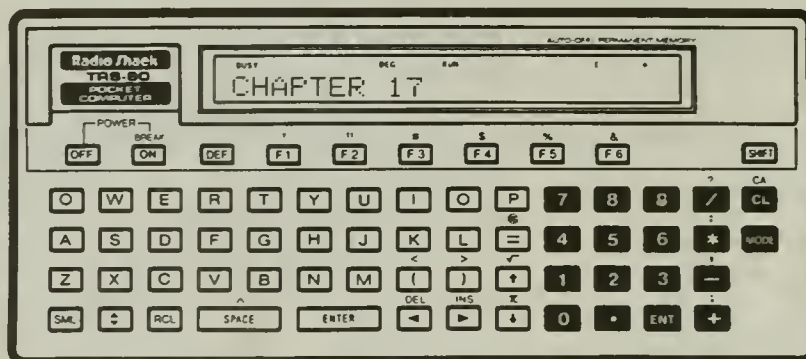 AUTO-OFF, PERMANENT MEMORY
Radio Shack
TRS-80
POCKET
COMPUTER
BUSY DEG RUN E
CHAPTER 17
POWER
BREAK ! " # $ % &
OFF ON DEF F1 F2 F3 F4 F5 F6 SHIFT
? CA
Q W E R T Y U I O P 7 8 9 / CL
@ :
A S D F G H J K L = 4 5 6 * MODE
< > √ ,
Z X C V B N M ( ) ↑ 1 2 3 −
^ DEL INS π ;
SML ↕ RCL SPACE ENTER ◄ ► ↓ 0 • ENT +